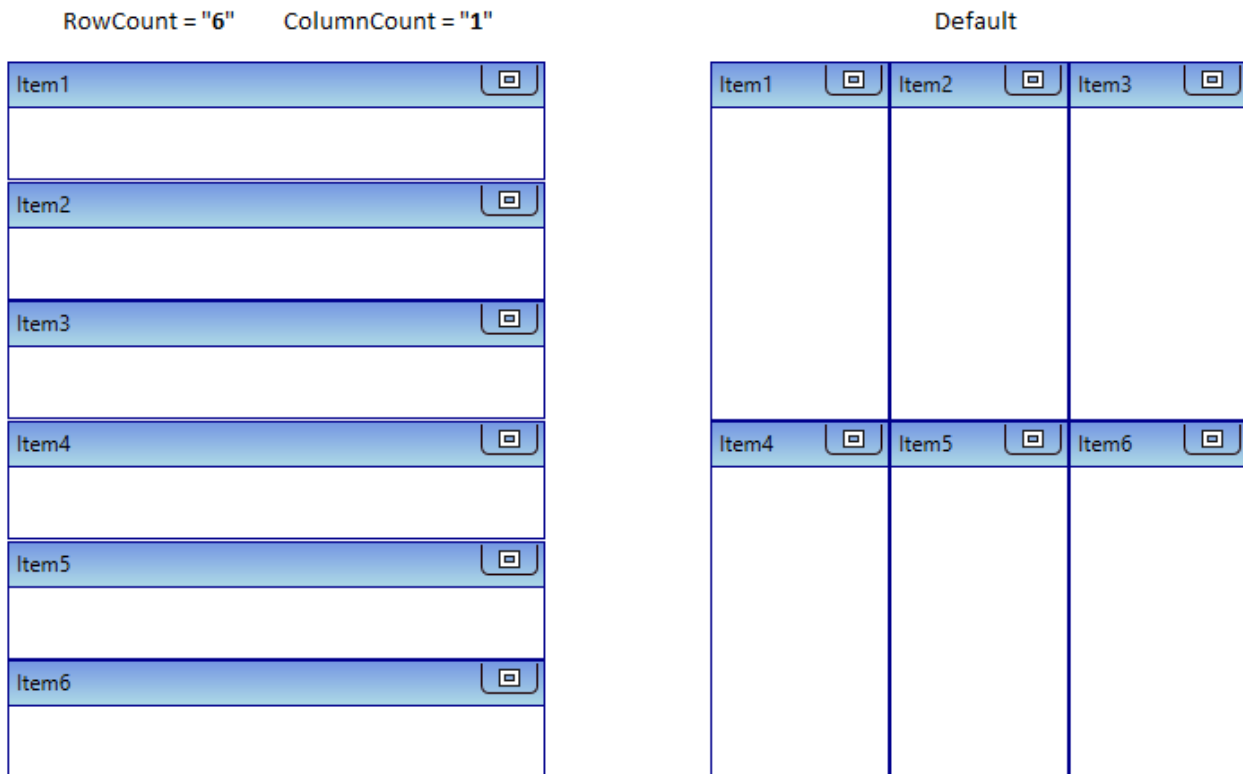 RowCount = "6" ColumnCount = "1"
Item1
Item2
Item3
Item4
Item5
Item6
Default
Item1 Item2 Item3
Item4 Item5 Item6